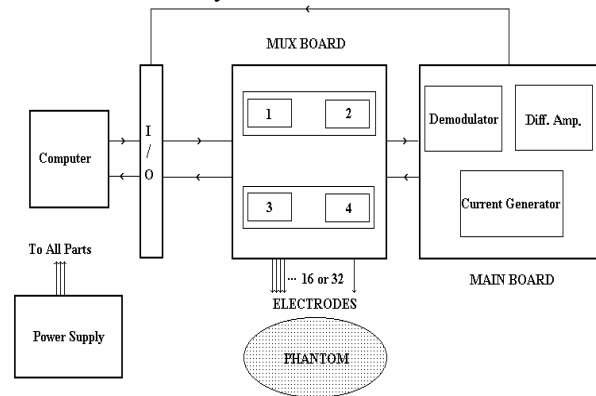 MUX BOARD
I
/
O
1
2
Demodulator
Diff. Amp.
Computer
3
4
Current Generator
To All Parts
··· 16 or 32
ELECTRODES
MAIN BOARD
Power Supply
PHANTOM